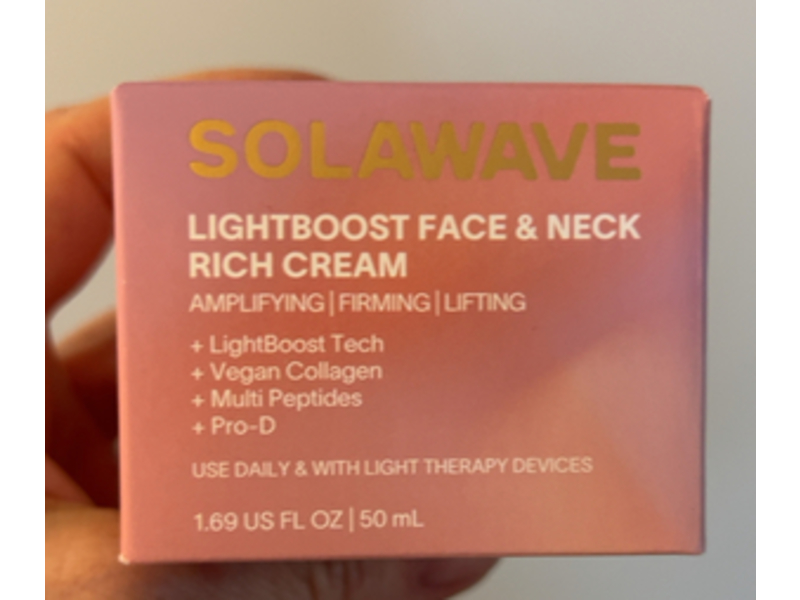 SOLAWAVE
LIGHTBOOST FACE & NECK
RICH CREAM
AMPLIFYING | FIRMING | LIFTING
+ LightBoost Tech
+ Vegan Collagen
+ Multi Peptides
+ Pro-D
USE DAILY & WITH LIGHT THERAPY DEVICES
1.69 US FL OZ | 50 mL